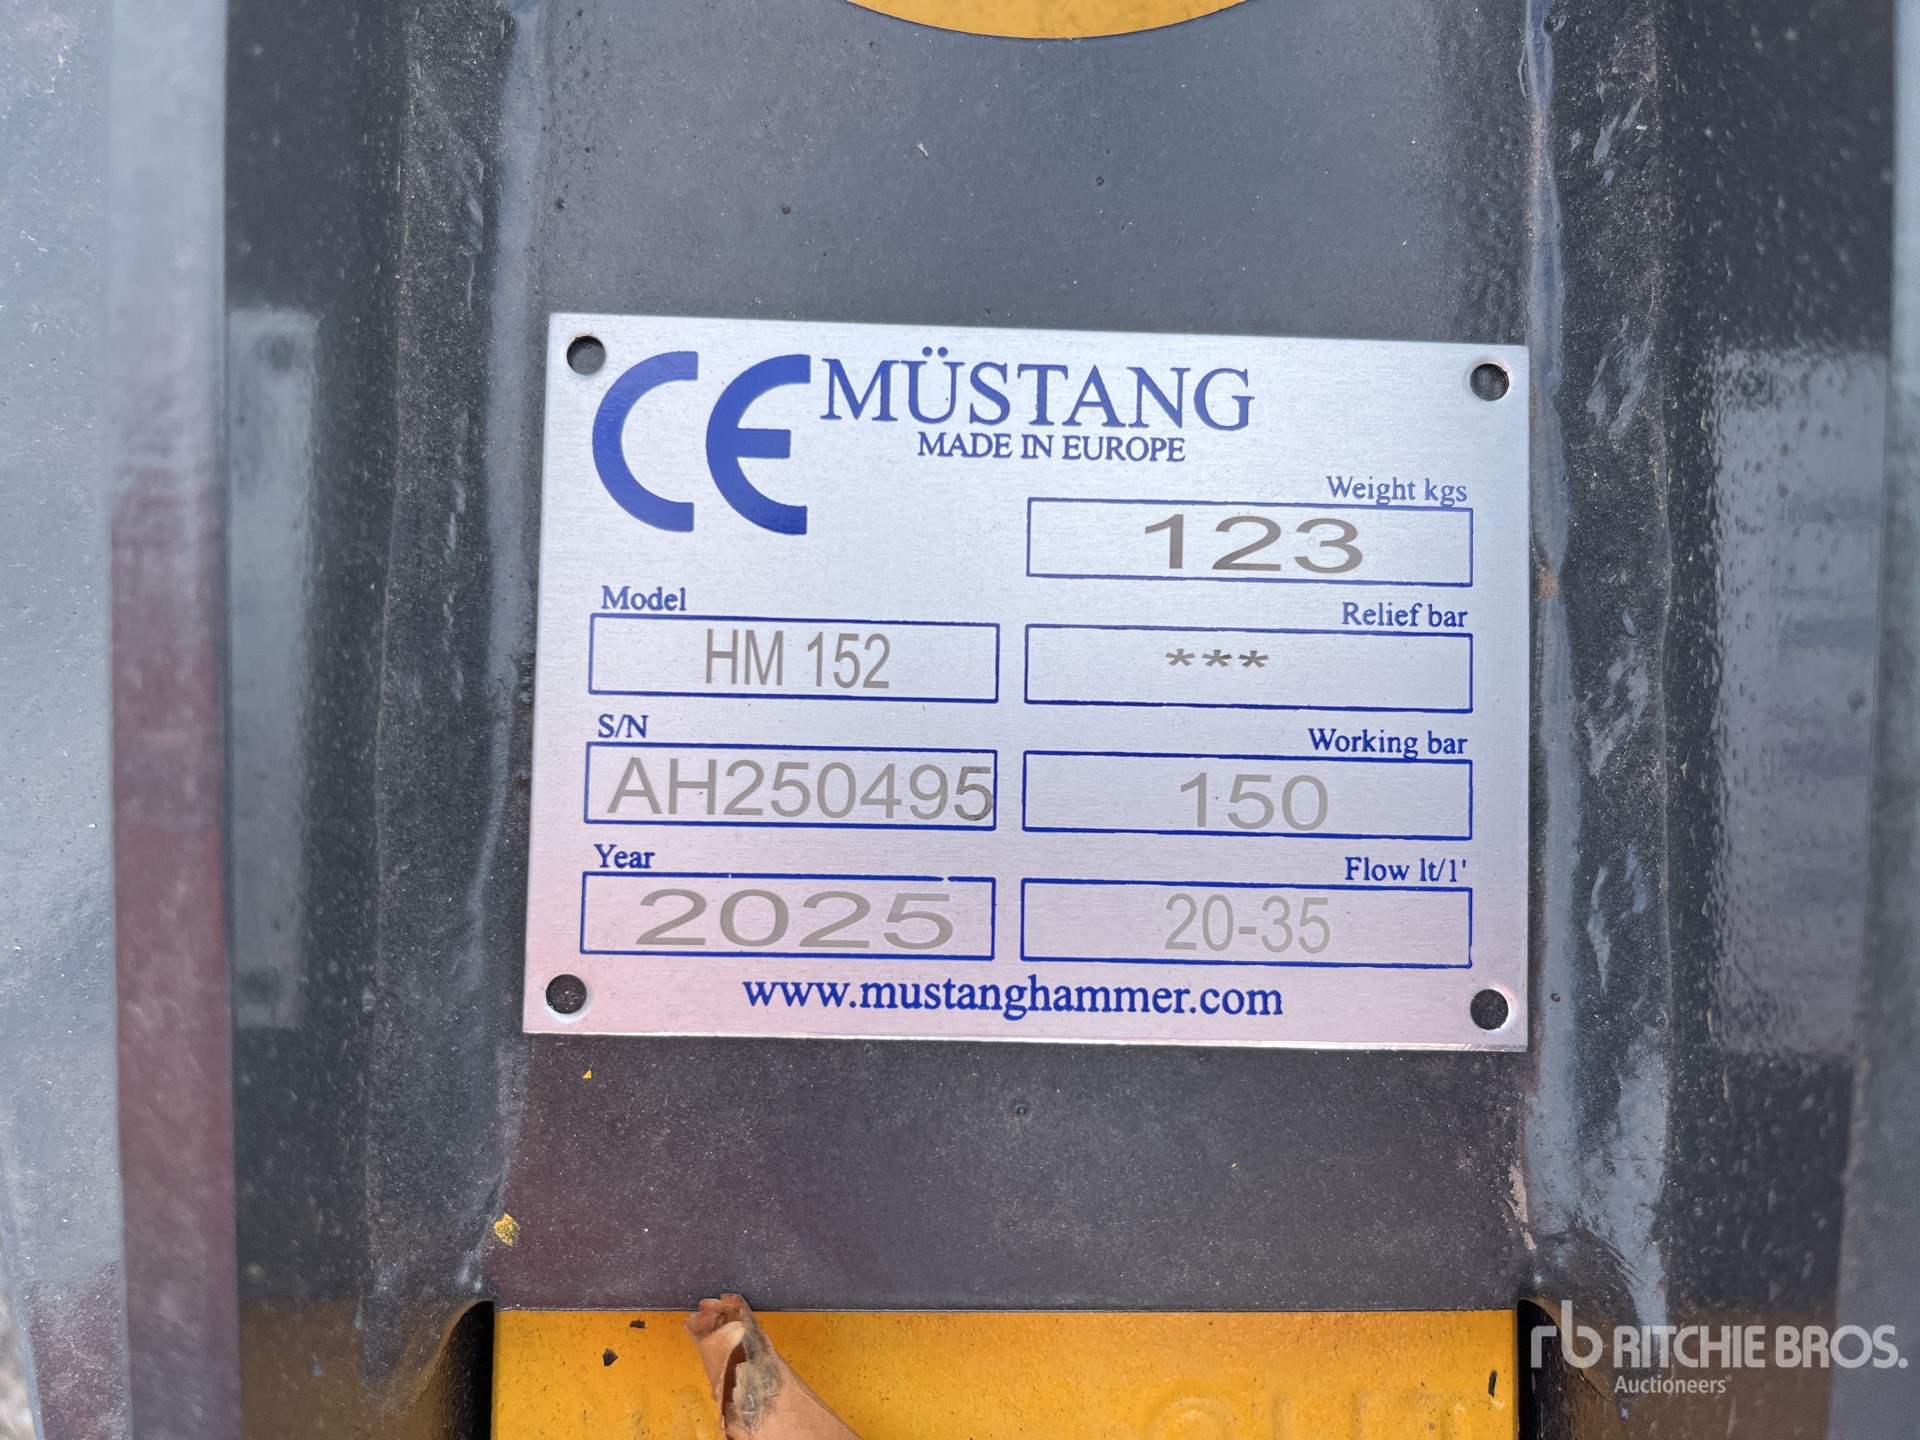 CE MÜSTANG
MADE IN EUROPE
Weight kgs
123
Model
HM 152
Relief bar
***
S/N
AH250495
Working bar
150
Year
2025
Flow lt/1'
20-35
www.mustanghammer.com
rb RITCHIE BROS.
Auctioneers